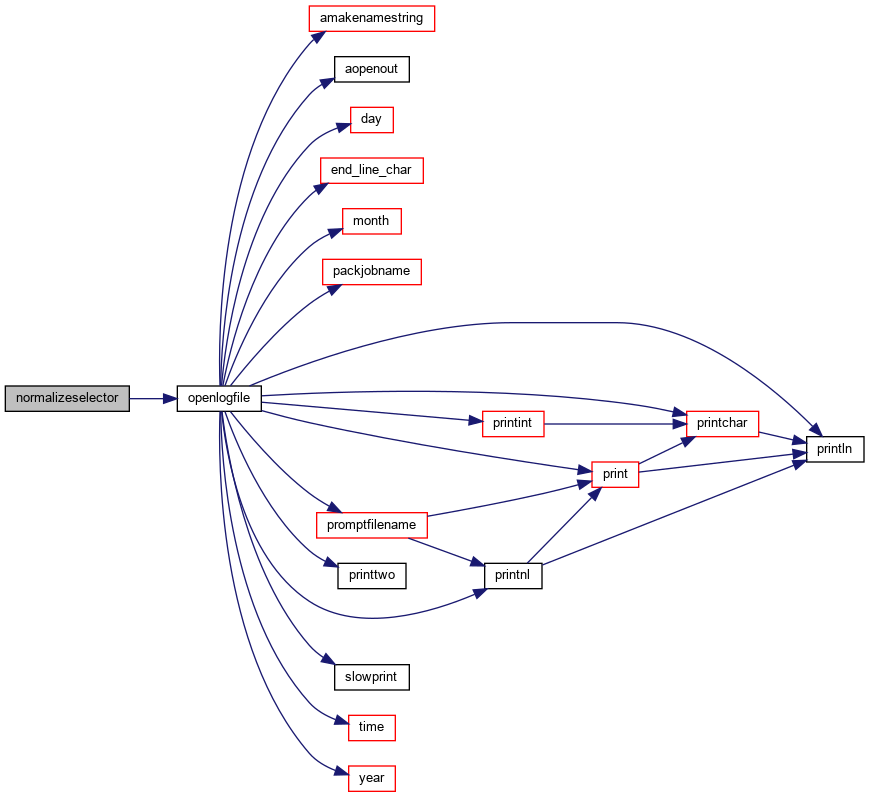 amakenamestring
aopenout
day
end_line_char
month
packjobname
normalizeselector
openlogfile
printint
printchar
println
print
promptfilename
printtwo
printnl
slowprint
time
year